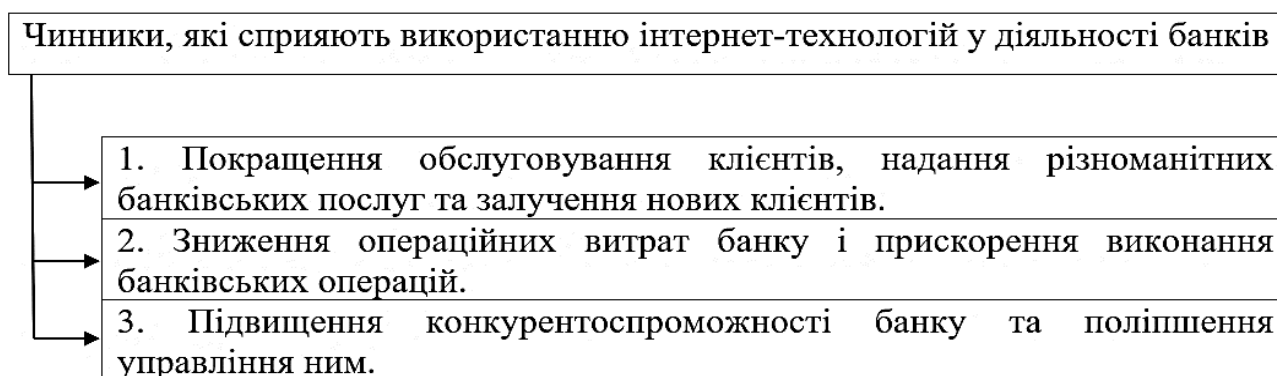 Чинники, які сприяють використанню інтернет-технологій у діяльності банків
1. Покращення обслуговування клієнтів, надання різноманітних
банківських послуг та залучення нових клієнтів.
2. Зниження операційних витрат банку і прискорення виконання
банківських операцій.
3. Підвищення конкурентоспроможності банку та поліпшення
управління ним.